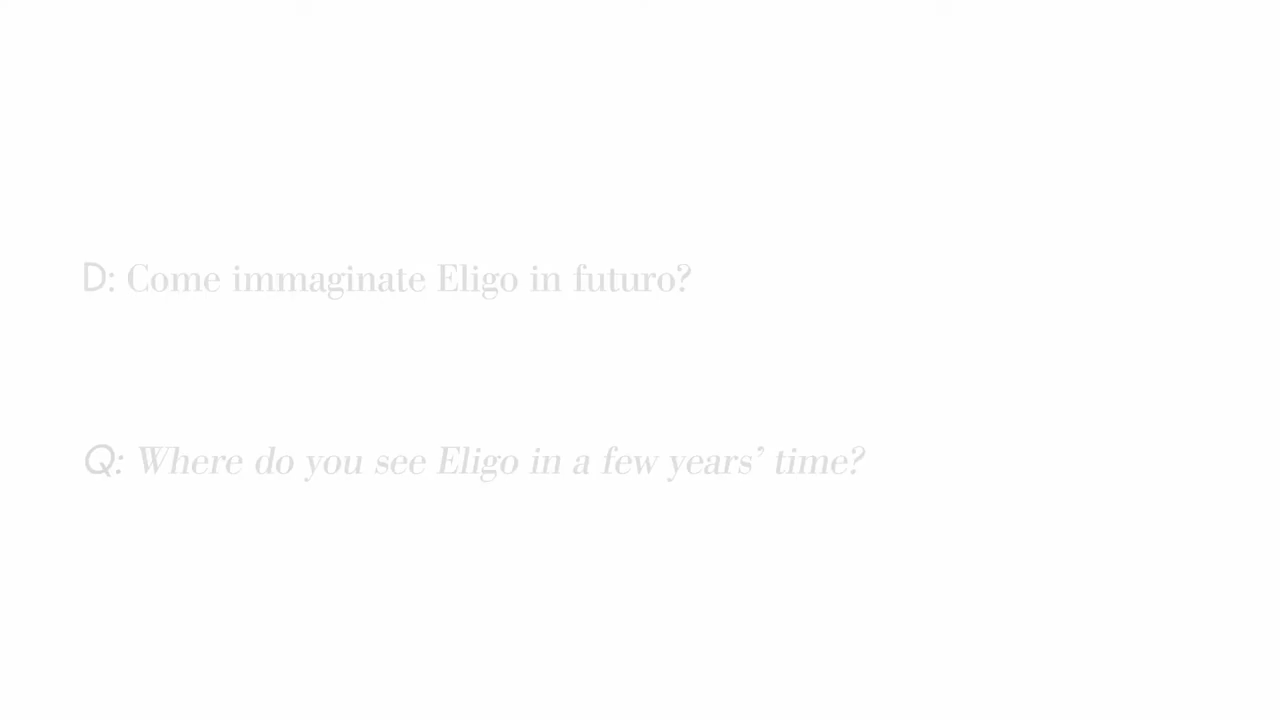 D: Come immaginate Eligo in futuro?
Q: Where do you see Eligo in a few years’ time?